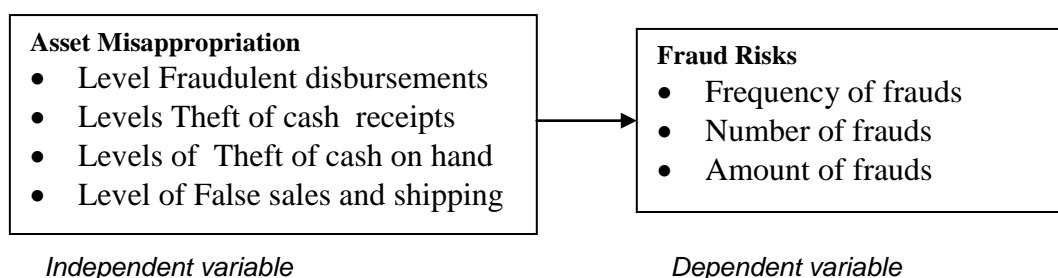 Asset Misappropriation
• Level Fraudulent disbursements
• Levels Theft of cash receipts
• Levels of Theft of cash on hand
• Level of False sales and shipping
Independent variable
Fraud Risks
• Frequency of frauds
• Number of frauds
• Amount of frauds
Dependent variable